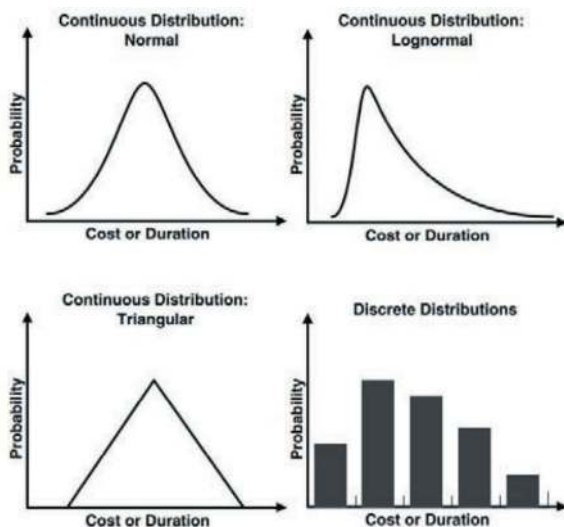 Continuous Distribution:
Normal
Probability
Cost or Duration
Continuous Distribution:
Lognormal
Probability
Cost or Duration
Continuous Distribution:
Triangular
Probability
Cost or Duration
Discrete Distributions
Probability
Cost or Duration